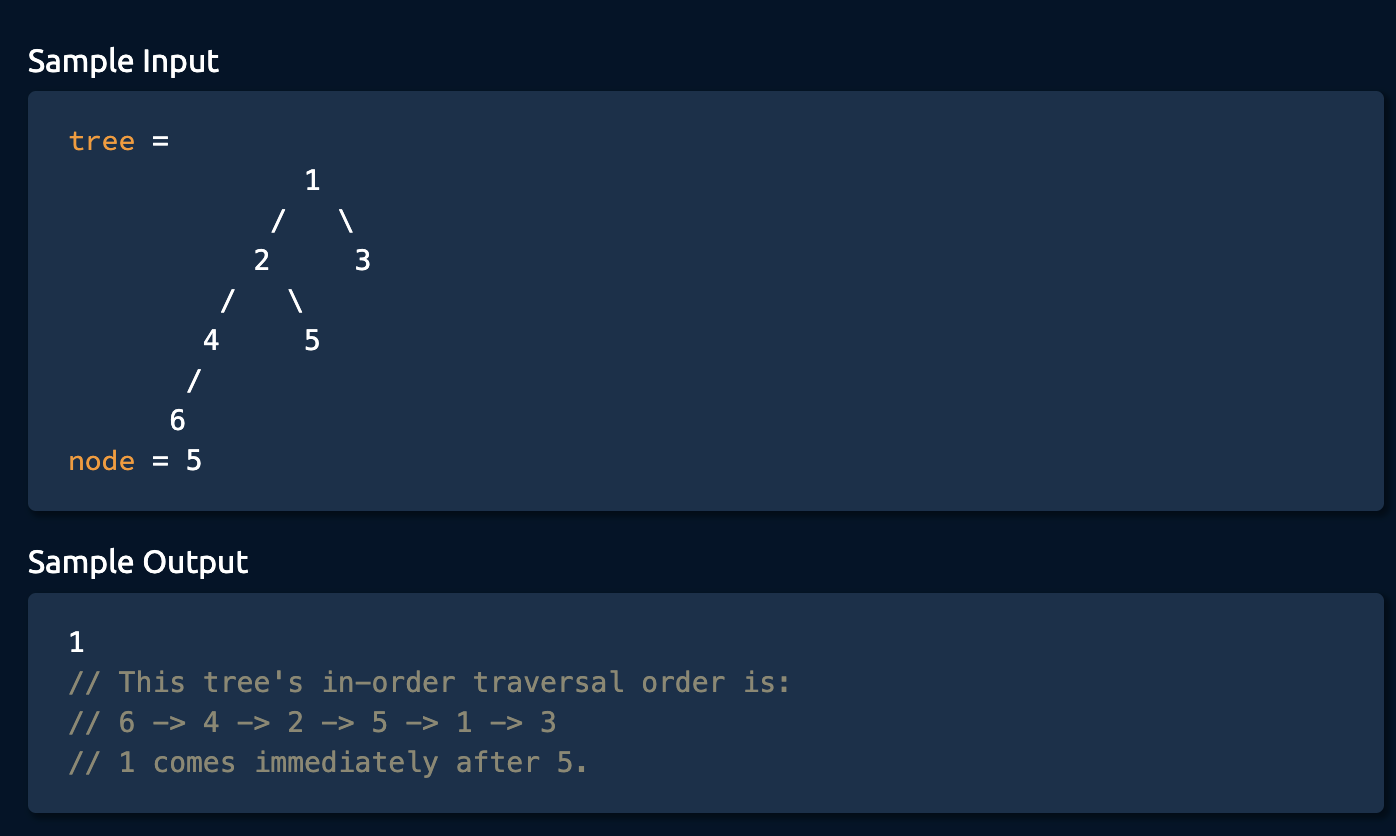 Sample Input
tree =
1
/ \
2 3
/ \
4 5
/
6
node = 5
Sample Output
1
// This tree's in-order traversal order is:
// 6 -> 4 -> 2 -> 5 -> 1 -> 3
// 1 comes immediately after 5.